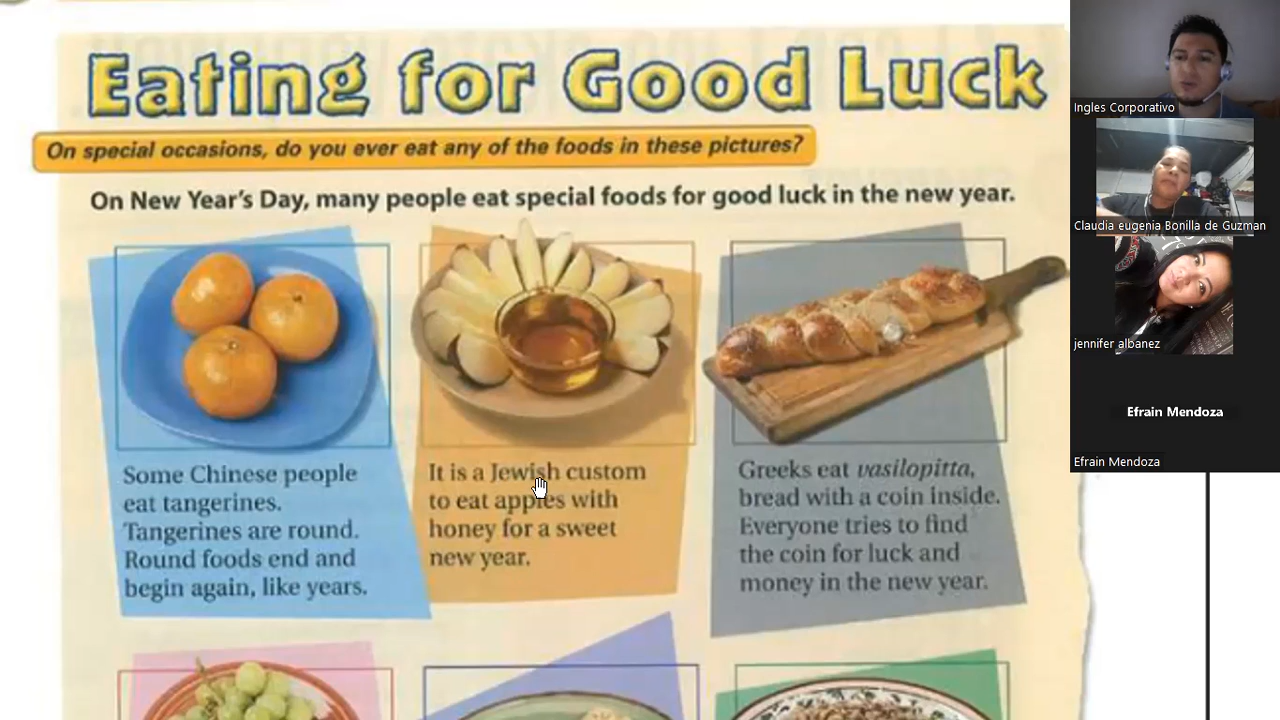 Eating for Good Luck
On special occasions, do you ever eat any of the foods in these pictures?
On New Year's Day, many people eat special foods for good luck in the new year.
Some Chinese people
eat tangerines.
Tangerines are round.
Round foods end and
begin again, like years.
It is a Jewish custom
to eat apples with
honey for a sweet
new year.
Greeks eat vasilopitta,
bread with a coin inside.
Everyone tries to find
the coin for luck and
money in the new year.
Ingles Corporativo
Claudia eugenia Bonilla de Guzman
jennifer albanez
Efrain Mendoza
Efrain Mendoza